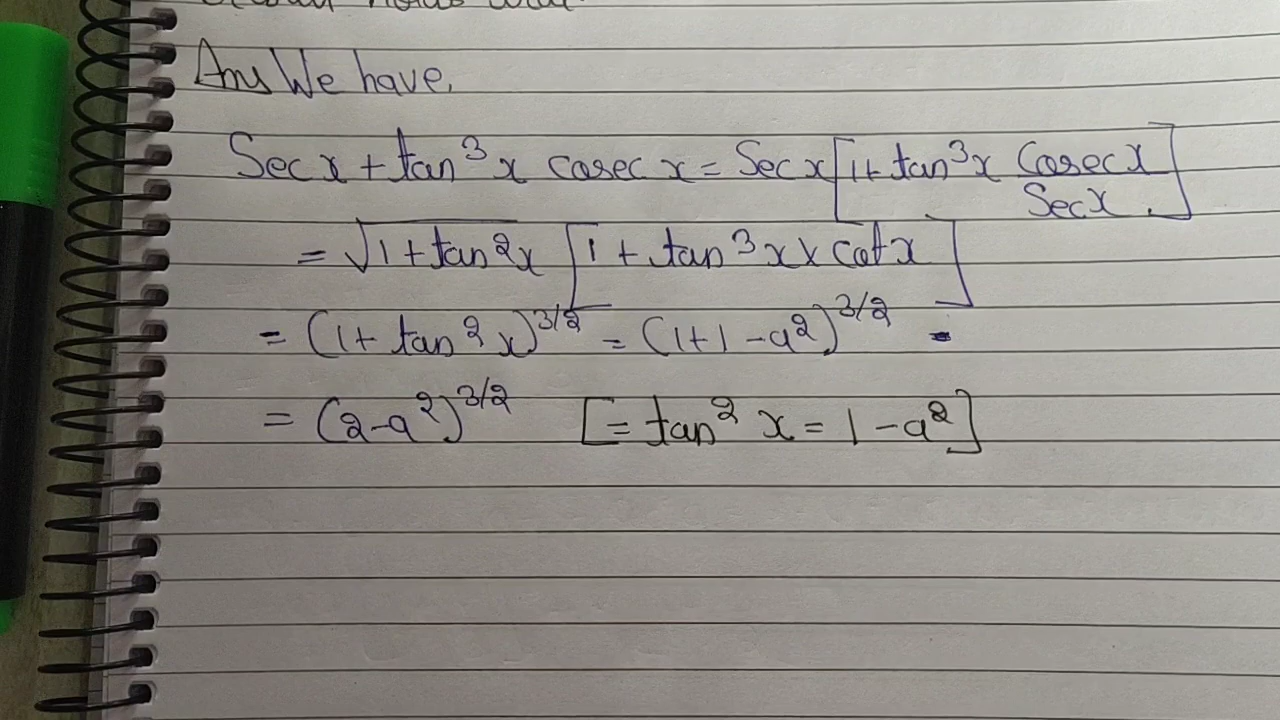 Ans We have,
Sec x + tan³ x cosec x = Sec x [1 + tan³x Cosec x / Sec x]
= √1 + tan²x [1 + tan³ x × Cot x]
= (1 + tan² x)^3/2 = (1+1 - a²)^3/2
= (2-a²)^3/2 [= tan² x = 1 - a²]